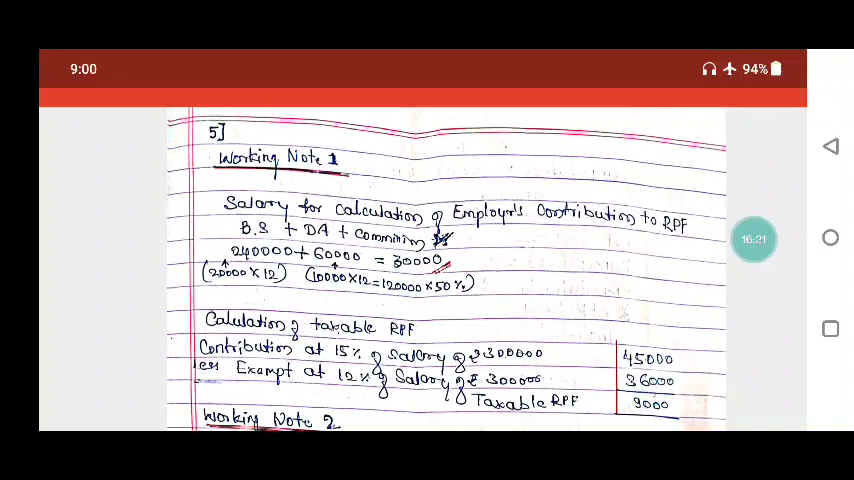 9:00
94%
5]
Working Note 1
Salary for Calculation of Employr's Contribution to RPF
B.S + DA + Commission
240000 + 60000 = 30000
(20000 x 12) (10000 x 12 = 120000 x 50%)
16:21
Calculation of taxable RPF
Contribution at 15% of Salary of ₹ 300000 45000
less Exempt at 12% of Salary of ₹ 300000 36000
Taxable RPF 9000
Working Note 2